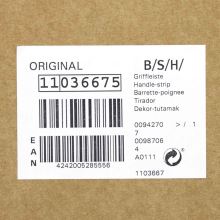 ORIGINAL B/S/H/
11036675
Griffleiste
Handle-strip
Barrette-poignee
Tirador
Dekor-tutamak
0094270 > / 1
7
0098706
4
A0111
EAN
4242005285556
1103667